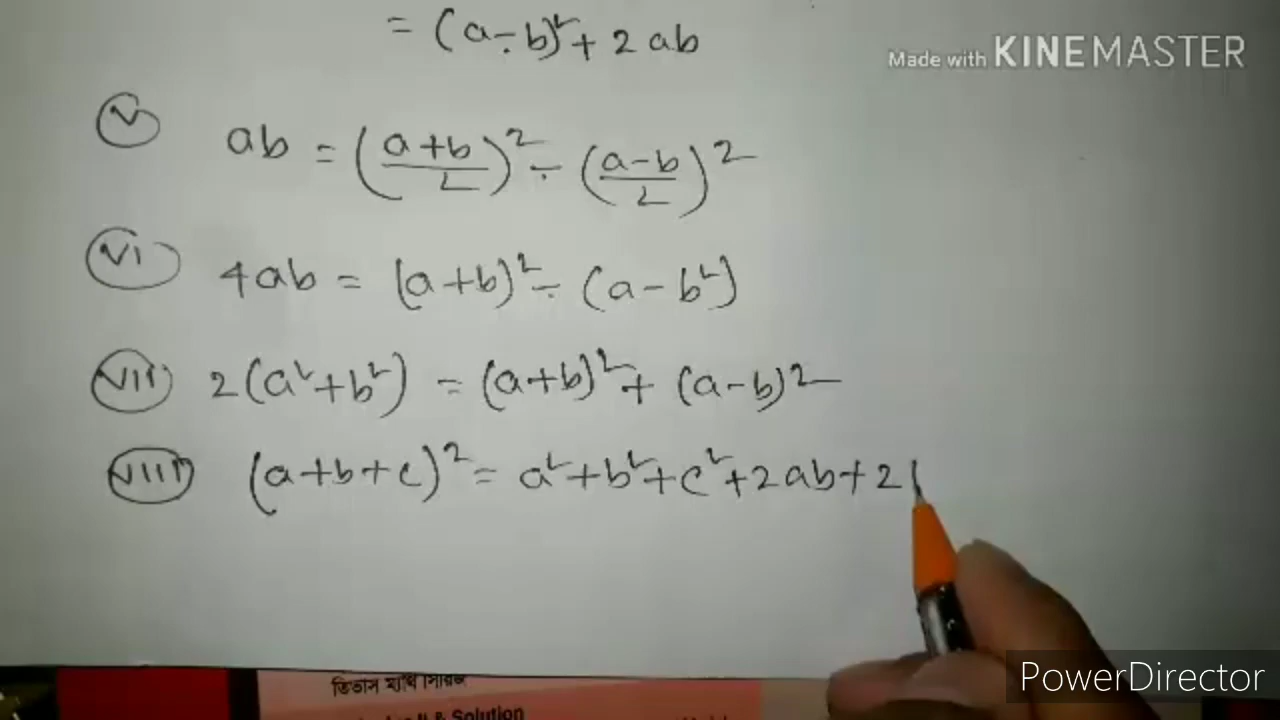 = (a-b)² + 2ab
Made with KINEMASTER
(v) ab = ((a+b)/2)² - ((a-b)/2)²
(vi) 4ab = (a+b)² - (a-b²)
(vii) 2(a²+b²) = (a+b)² + (a-b)²
(viii) (a+b+c)² = a²+b²+c²+2ab+2
PowerDirector
& Solution